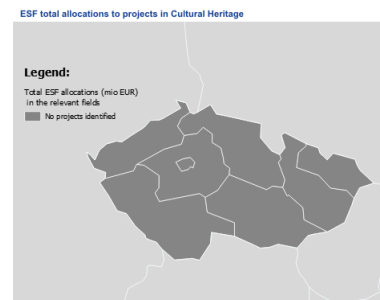 ESF total allocations to projects in Cultural Heritage
Legend:
Total ESF allocations (mio EUR)
in the relevant fields
No projects identified